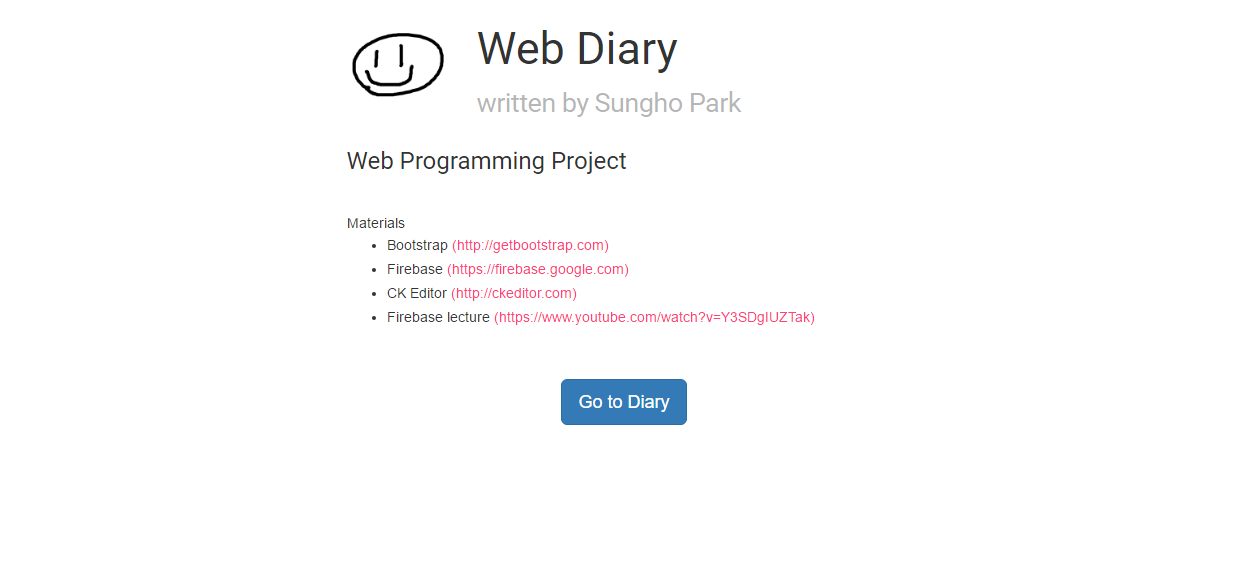 Web Diary
written by Sungho Park
Web Programming Project
Materials
Bootstrap (http://getbootstrap.com)
Firebase (https://firebase.google.com)
CK Editor (http://ckeditor.com)
Firebase lecture (https://www.youtube.com/watch?v=Y3SDgIUZTak)
Go to Diary